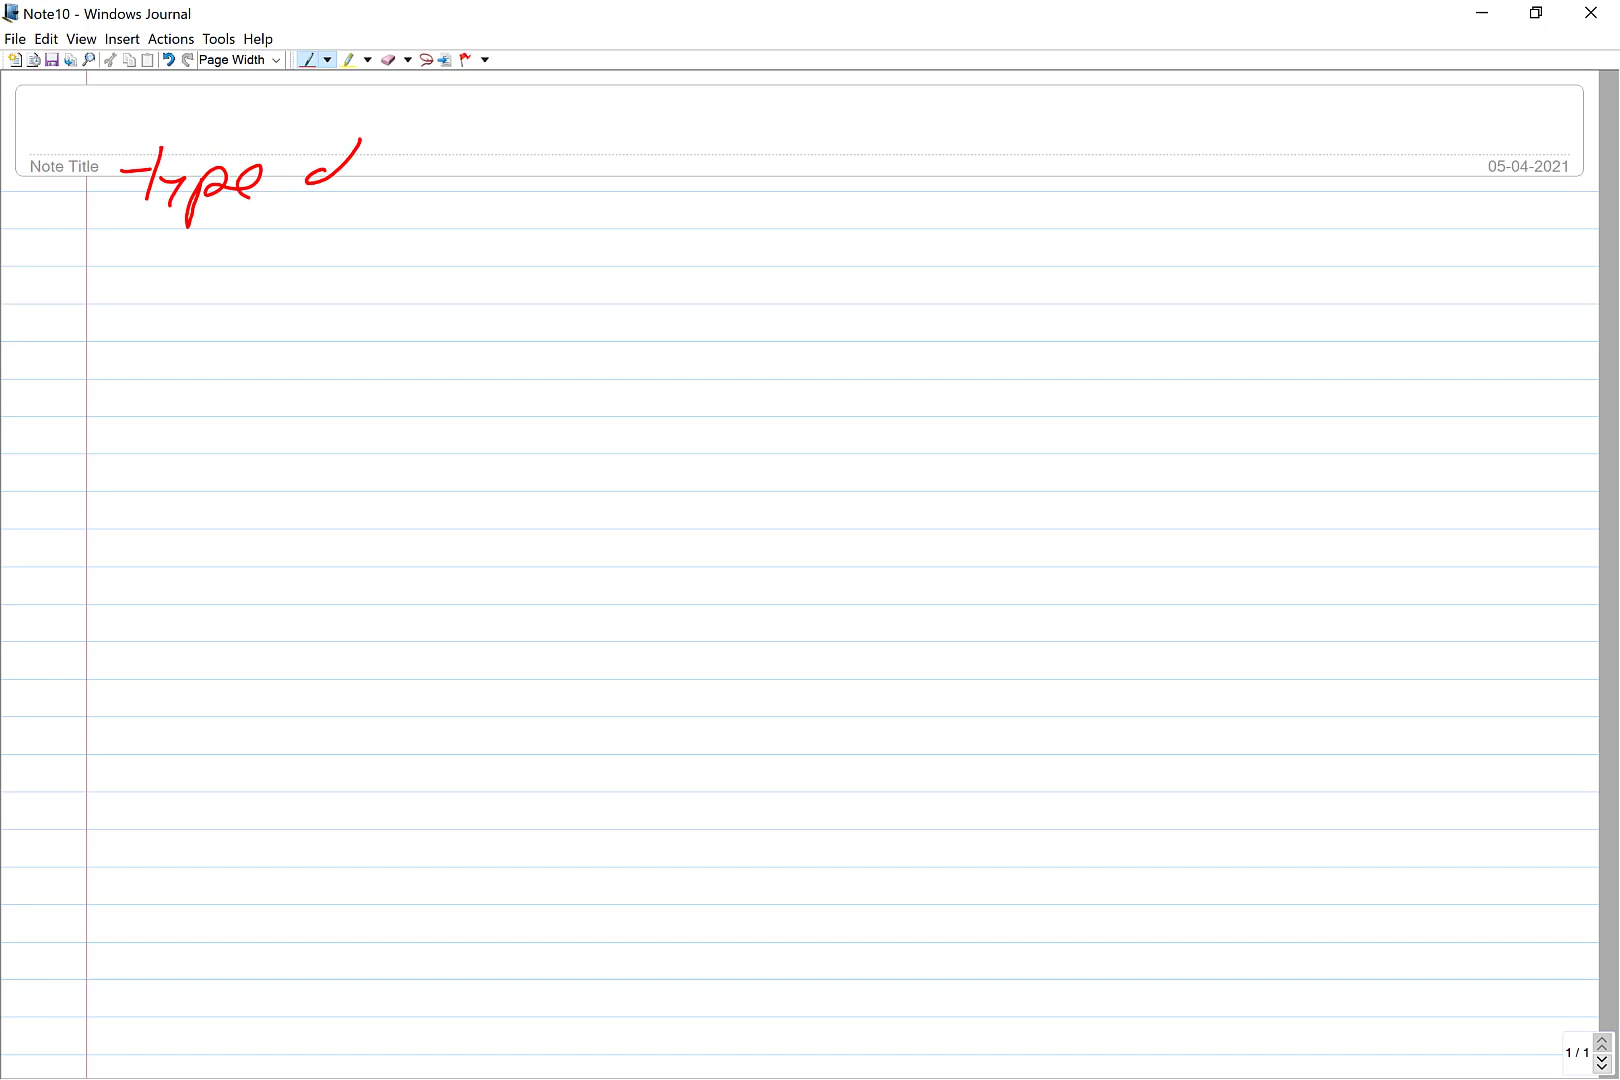 Note10 - Windows Journal
File Edit View Insert Actions Tools Help
Page Width
Note Title 05-04-2021
type d
1 / 1